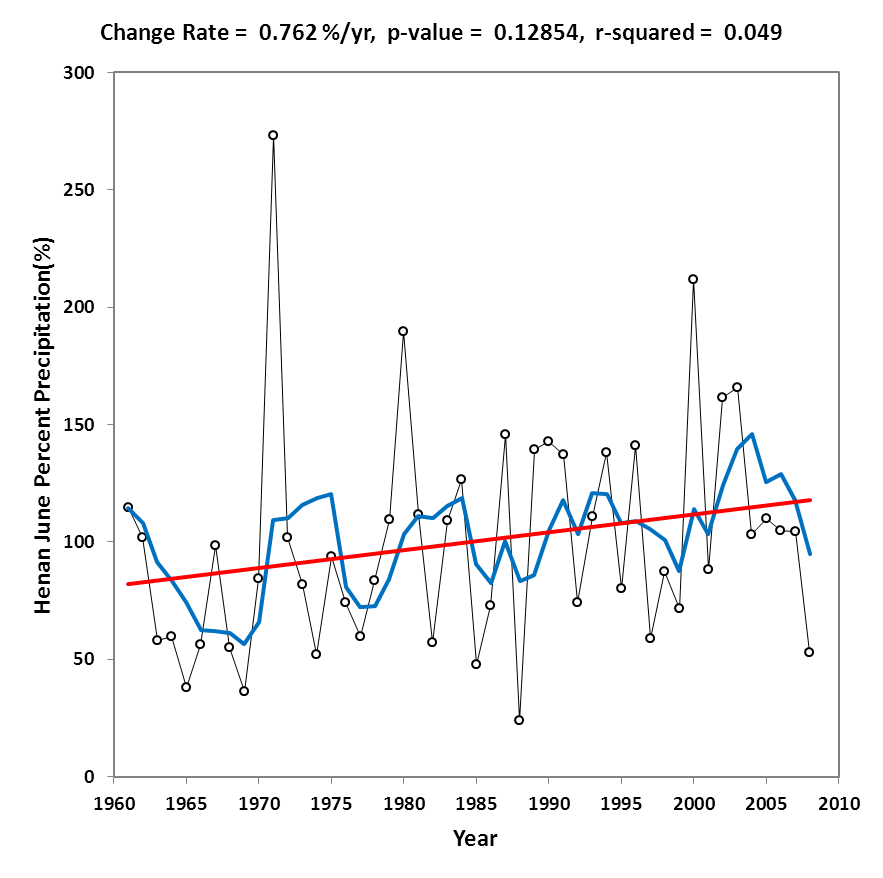 Change Rate = 0.762 %/yr, p-value = 0.12854, r-squared = 0.049
Henan June Percent Precipitation(%)
300
250
200
150
100
50
0
1960 1965 1970 1975 1980 1985 1990 1995 2000 2005 2010
Year